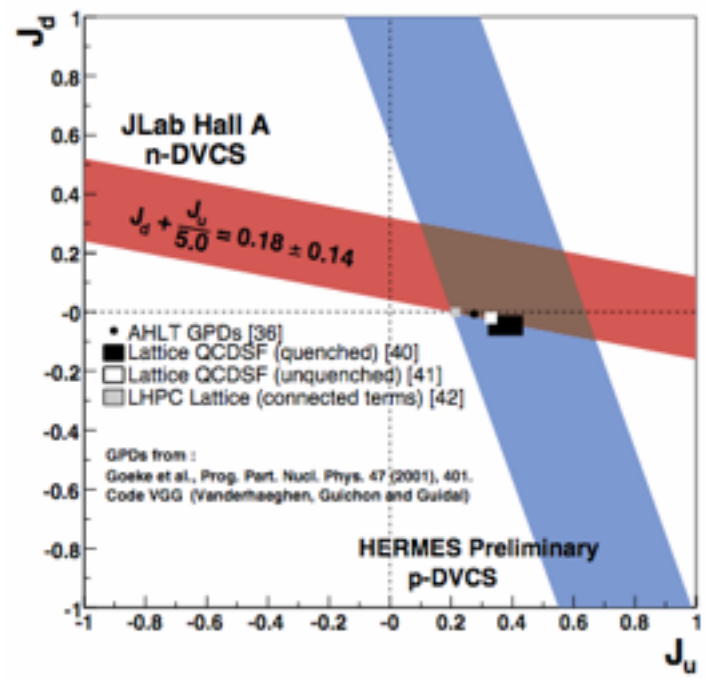 J_d
1
0.8
0.6
0.4
0.2
-0
-0.2
-0.4
-0.6
-0.8
-1
JLab Hall A
n-DVCS
J_d + J_u/5.0 = 0.18 ± 0.14
AHLT GPDs [36]
Lattice QCDSF (quenched) [40]
Lattice QCDSF (unquenched) [41]
LHPC Lattice (connected terms) [42]
GPDs from :
Goeke et al., Prog. Part. Nucl. Phys. 47 (2001), 401.
Code VGG (Vanderhaeghen, Guichon and Guidal)
HERMES Preliminary
p-DVCS
-1 -0.8 -0.6 -0.4 -0.2 -0 0.2 0.4 0.6 0.8 1
J_u